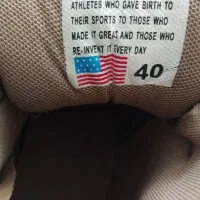 ATHLETES WHO GAVE BIRTH TO
THEIR SPORTS TO THOSE WHO
MADE IT GREAT AND THOSE WHO
RE-INVENT IT EVERY DAY
40